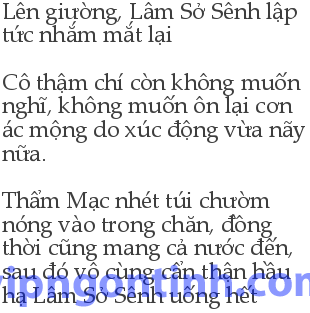 Lên giường, Lâm Sở Sênh lập
tức nhắm mắt lại
Cô thậm chí còn không muốn
nghĩ, không muốn ôn lại cơn
ác mộng do xúc động vừa nãy
nữa.
Thẩm Mạc nhét túi chườm
nóng vào trong chăn, đồng
thời cũng mang cả nước đến,
sau đó vô cùng cẩn thận hầu
hạ Lâm Sở Sênh uống hết